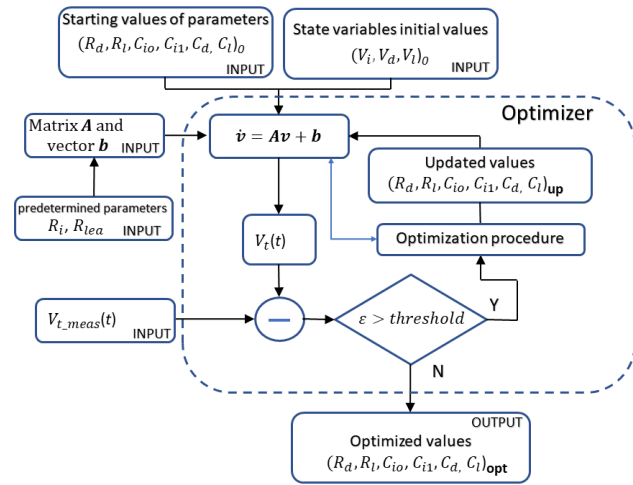 Starting values of parameters
(R_d, R_l, C_io, C_i1, C_d, C_l)_0
INPUT
State variables initial values
(V_i, V_d, V_l)_0
INPUT
Optimizer
Matrix A and
vector b
INPUT
v̇ = Av + b
Updated values
(R_d, R_l, C_io, C_i1, C_d, C_l)_up
predetermined parameters
R_i, R_lea
INPUT
V_t(t)
Optimization procedure
V_t_meas(t)
INPUT
−
ε > threshold
Y
N
OUTPUT
Optimized values
(R_d, R_l, C_io, C_i1, C_d, C_l)_opt